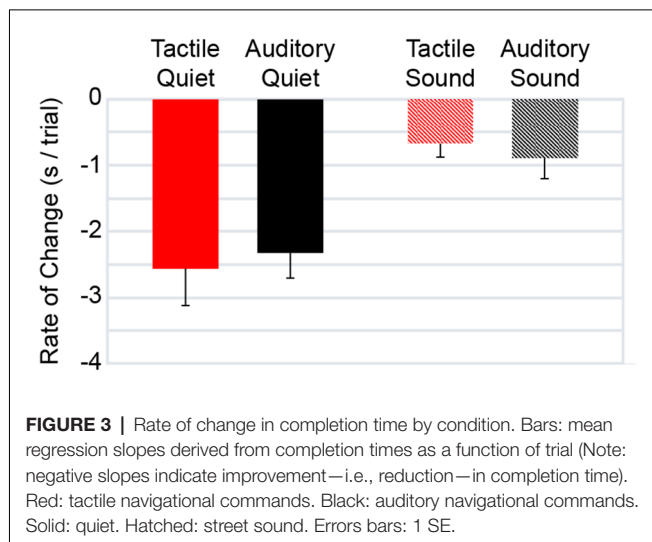 Tactile Quiet
Auditory Quiet
Tactile Sound
Auditory Sound
Rate of Change (s / trial)
0
-1
-2
-3
-4
FIGURE 3 | Rate of change in completion time by condition. Bars: mean
regression slopes derived from completion times as a function of trial (Note:
negative slopes indicate improvement—i.e., reduction—in completion time).
Red: tactile navigational commands. Black: auditory navigational commands.
Solid: quiet. Hatched: street sound. Errors bars: 1 SE.